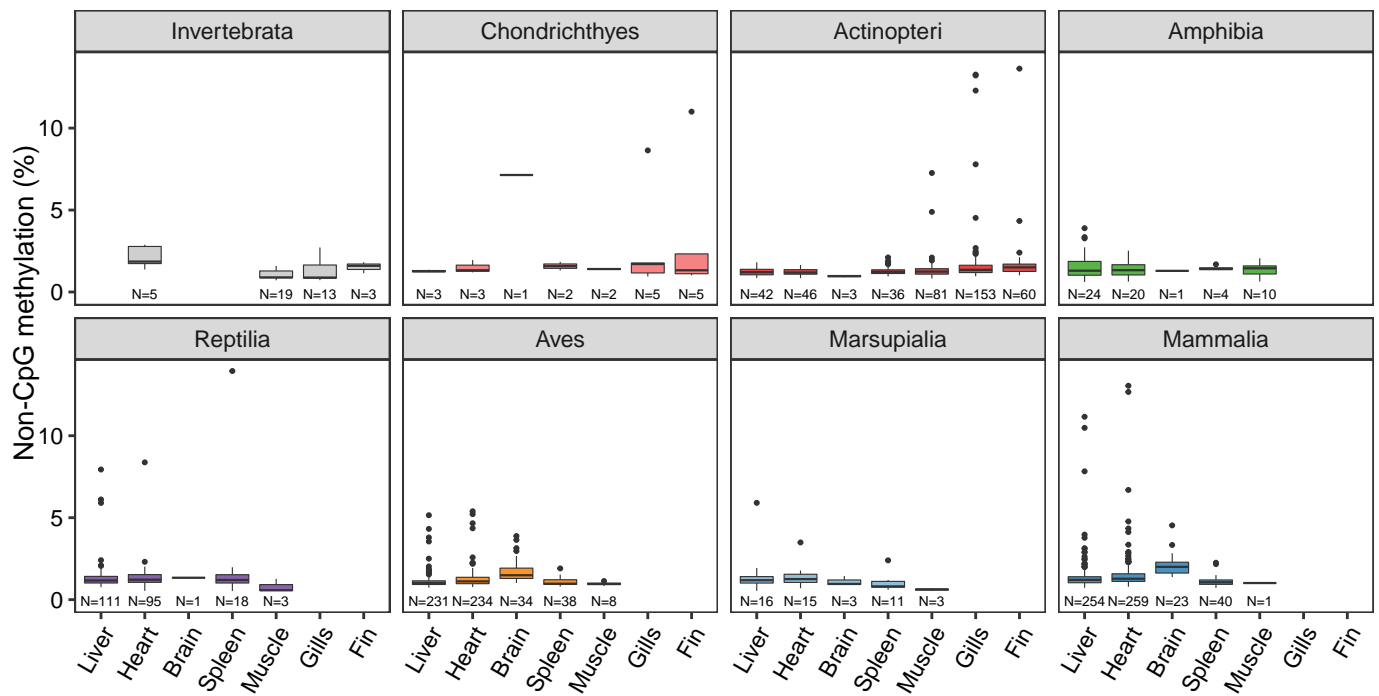 Invertebrata Chondrichthyes Actinopteri Amphibia
Non-CpG methylation (%)
10
5
0
N=5 N=19 N=13 N=3 N=3 N=3 N=1 N=2 N=2 N=5 N=5 N=42 N=46 N=3 N=36 N=81 N=153 N=60 N=24 N=20 N=1 N=4 N=10
Reptilia Aves Marsupialia Mammalia
10
5
0
N=111 N=95 N=1 N=18 N=3 N=231 N=234 N=34 N=38 N=8 N=16 N=15 N=3 N=11 N=3 N=254 N=259 N=23 N=40 N=1
Liver Heart Brain Spleen Muscle Gills Fin Liver Heart Brain Spleen Muscle Gills Fin Liver Heart Brain Spleen Muscle Gills Fin Liver Heart Brain Spleen Muscle Gills Fin